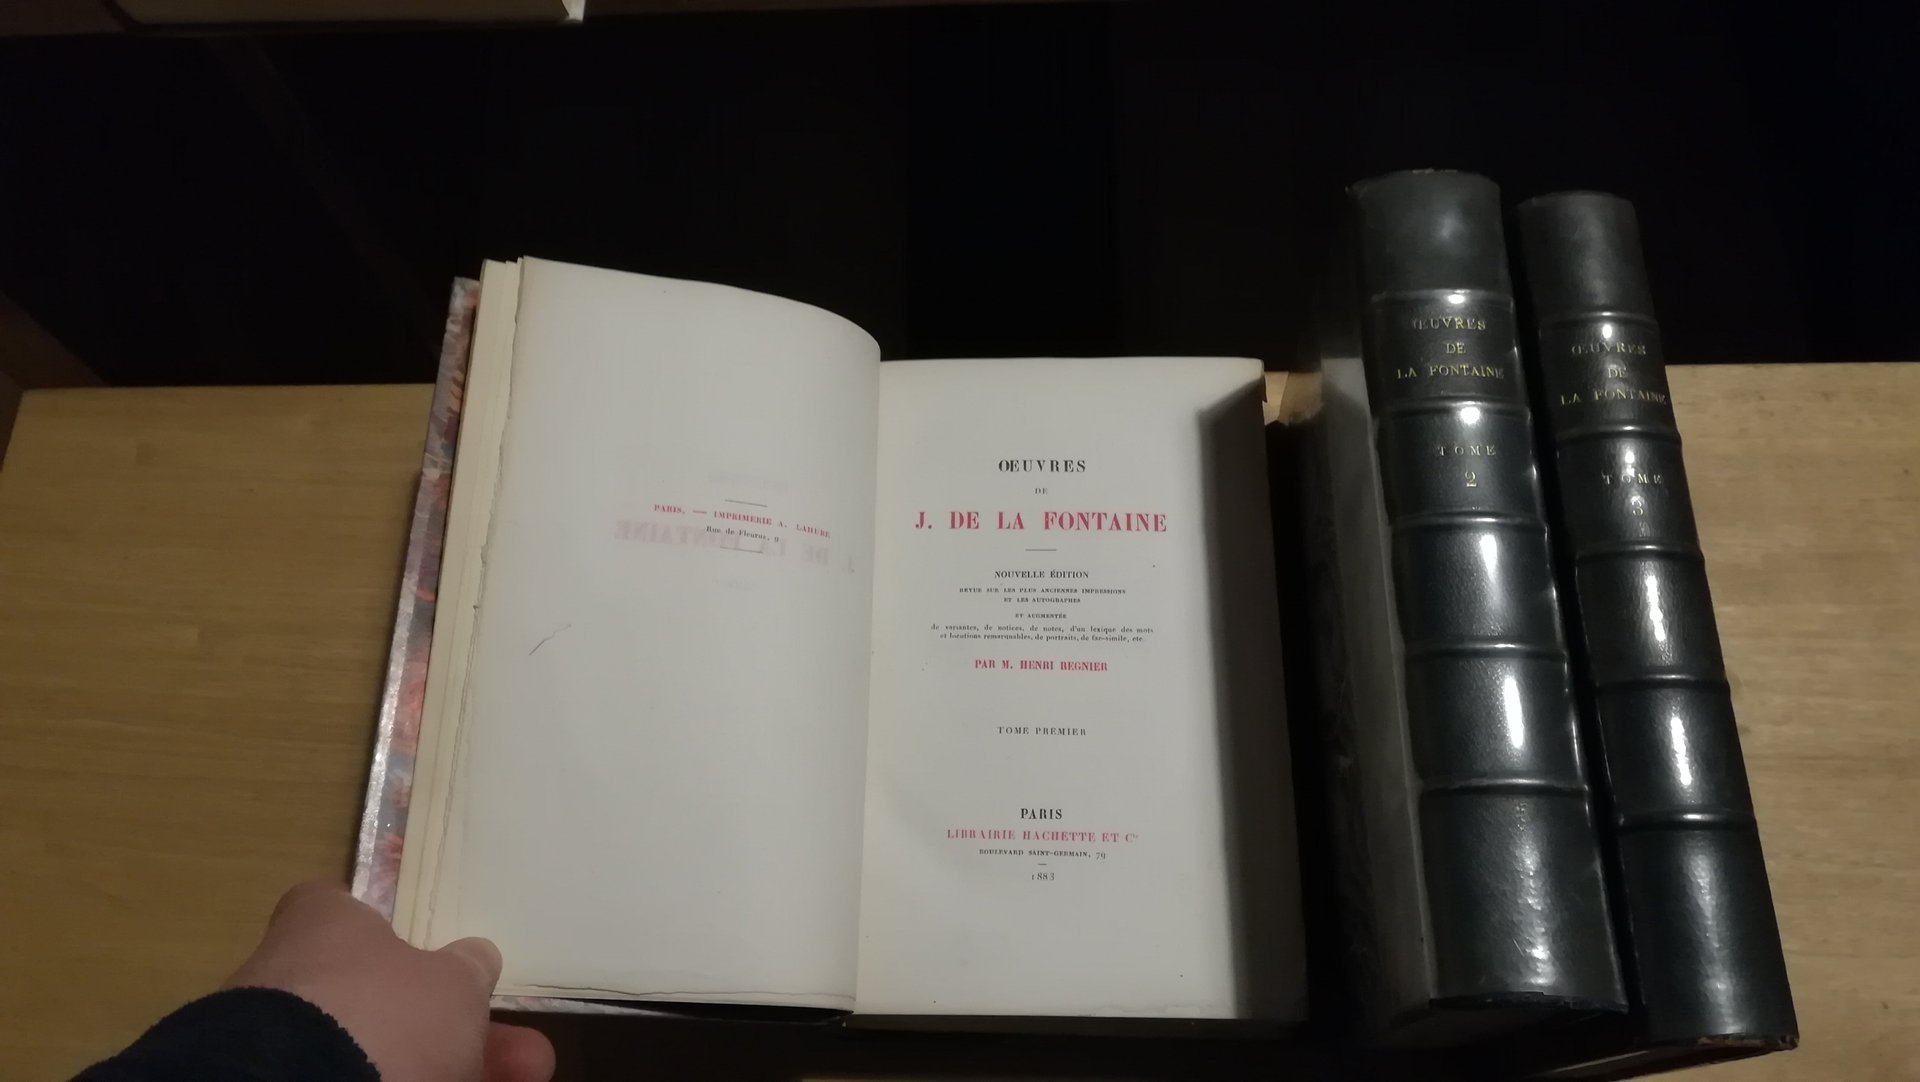 PARIS. — IMPRIMERIE A. LAHURE
Rue de Fleurus, 9
ŒUVRES
DE
J. DE LA FONTAINE
NOUVELLE ÉDITION
REVUE SUR LES PLUS ANCIENNES IMPRESSIONS
ET LES AUTOGRAPHES
ET AUGMENTÉE
de variantes, de notices, de notes, d'un lexique des mots
et locutions remarquables, de portraits, de fac-simile, etc.
PAR M. HENRI REGNIER
TOME PREMIER
PARIS
LIBRAIRIE HACHETTE ET Cie
BOULEVARD SAINT-GERMAIN, 79
1883
ŒUVRES
DE
LA FONTAINE
TOME
2
ŒUVRES
DE
LA FONTAINE
TOME
3